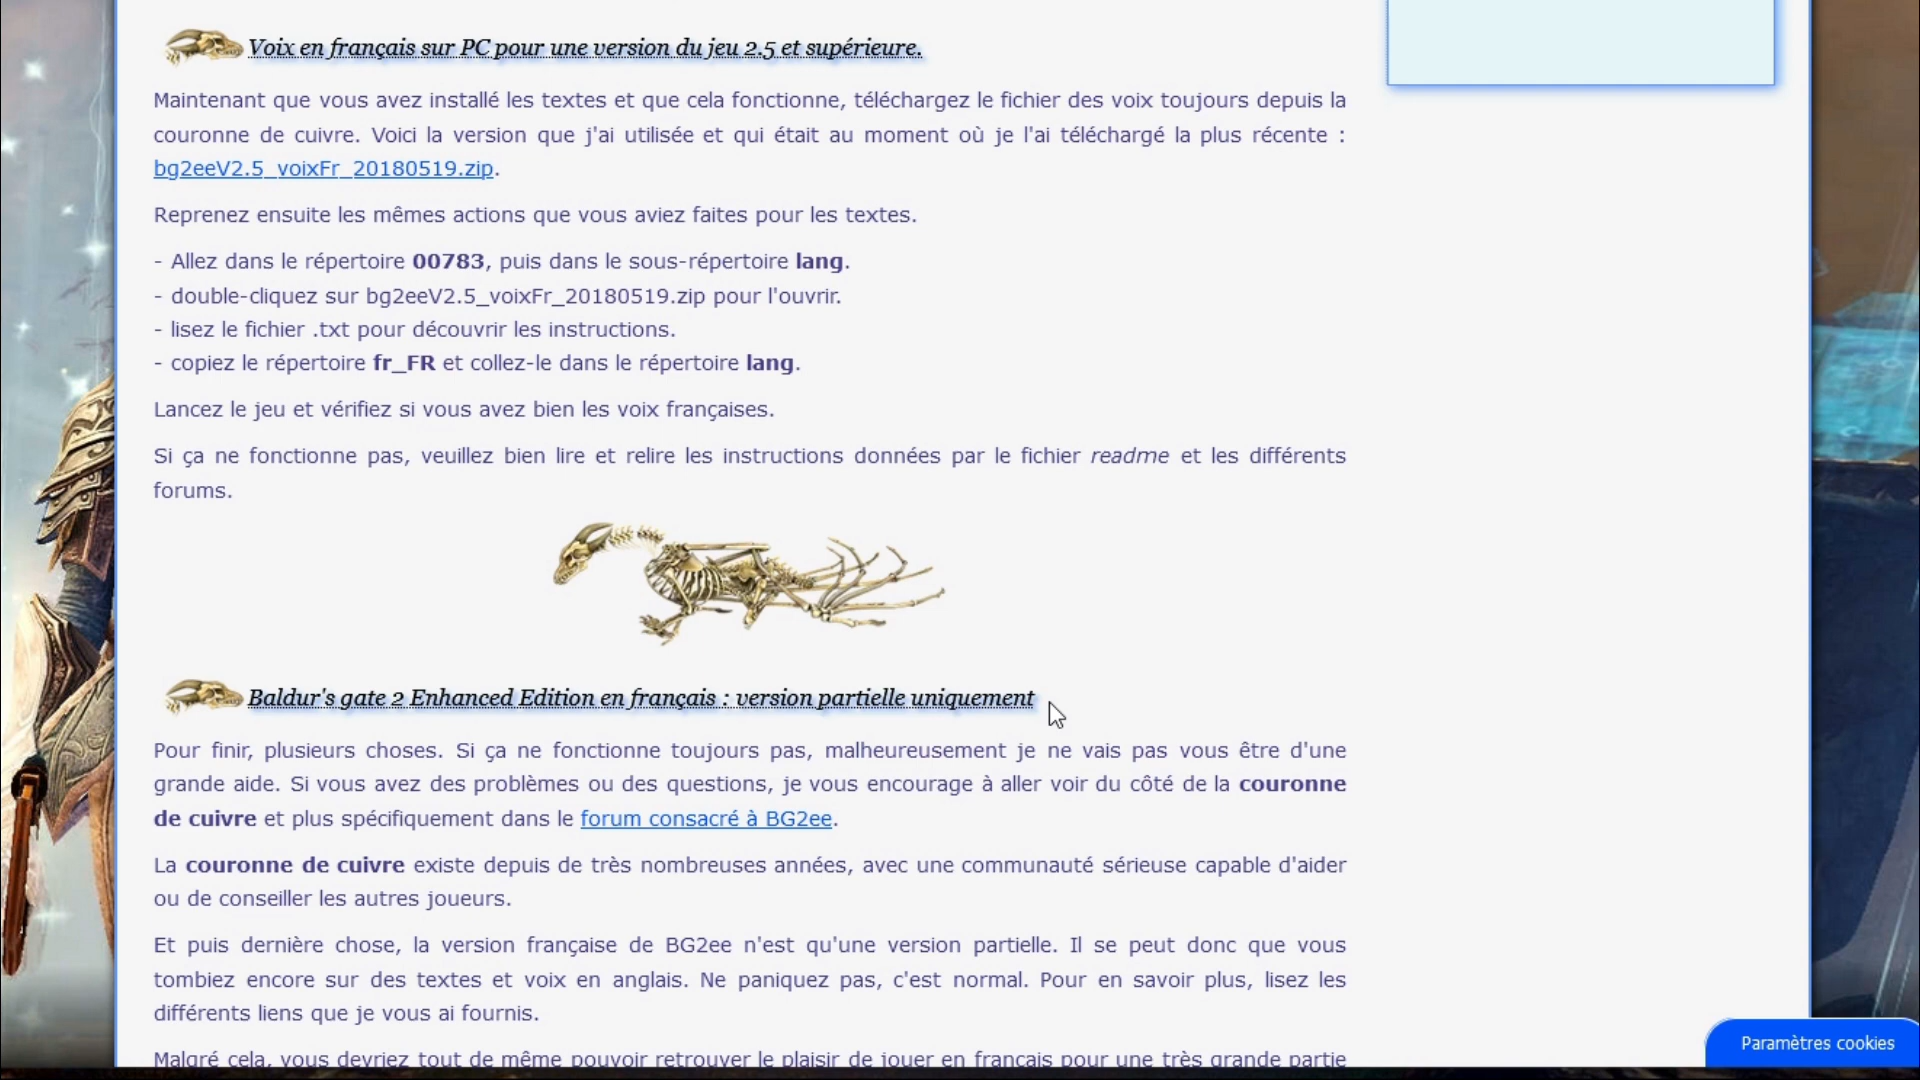 Voix en français sur PC pour une version du jeu 2.5 et supérieure.
Maintenant que vous avez installé les textes et que cela fonctionne, téléchargez le fichier des voix toujours depuis la
couronne de cuivre. Voici la version que j'ai utilisée et qui était au moment où je l'ai téléchargé la plus récente :
bg2eeV2.5_voixFr_20180519.zip.
Reprenez ensuite les mêmes actions que vous aviez faites pour les textes.
- Allez dans le répertoire 00783, puis dans le sous-répertoire lang.
- double-cliquez sur bg2eeV2.5_voixFr_20180519.zip pour l'ouvrir.
- lisez le fichier .txt pour découvrir les instructions.
- copiez le répertoire fr_FR et collez-le dans le répertoire lang.
Lancez le jeu et vérifiez si vous avez bien les voix françaises.
Si ça ne fonctionne pas, veuillez bien lire et relire les instructions données par le fichier readme et les différents
forums.
Baldur's gate 2 Enhanced Edition en français : version partielle uniquement
Pour finir, plusieurs choses. Si ça ne fonctionne toujours pas, malheureusement je ne vais pas vous être d'une
grande aide. Si vous avez des problèmes ou des questions, je vous encourage à aller voir du côté de la couronne
de cuivre et plus spécifiquement dans le forum consacré à BG2ee.
La couronne de cuivre existe depuis de très nombreuses années, avec une communauté sérieuse capable d'aider
ou de conseiller les autres joueurs.
Et puis dernière chose, la version française de BG2ee n'est qu'une version partielle. Il se peut donc que vous
tombiez encore sur des textes et voix en anglais. Ne paniquez pas, c'est normal. Pour en savoir plus, lisez les
différents liens que je vous ai fournis.
Malgré cela, vous devriez tout de même pouvoir retrouver le plaisir de jouer en français pour une très grande partie
Paramètres cookies